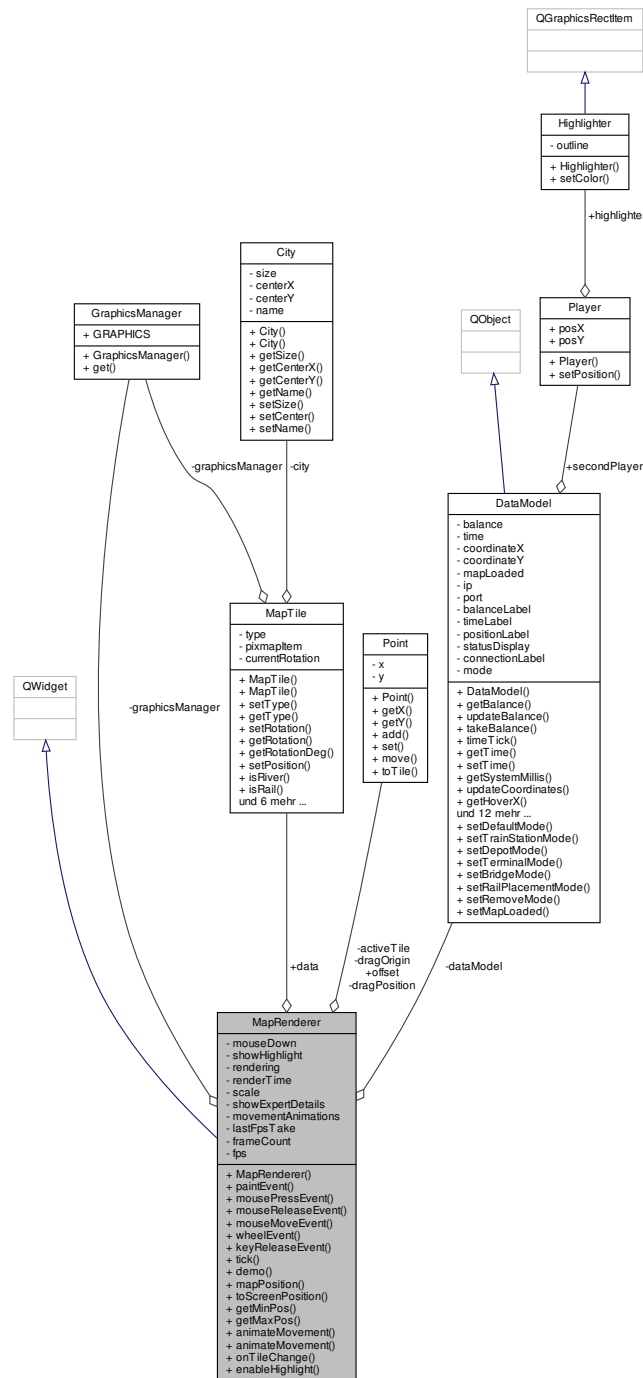 QGraphicsRectItem
Highlighter
- outline
+ Highlighter()
+ setColor()
+highlighter
City
- size
- centerX
- centerY
- name
+ City()
+ City()
+ getSize()
+ getCenterX()
+ getCenterY()
+ getName()
+ setSize()
+ setCenter()
+ setName()
GraphicsManager
+ GRAPHICS
+ GraphicsManager()
+ get()
QObject
Player
+ posX
+ posY
+ Player()
+ setPosition()
-graphicsManager
-city
+secondPlayer
DataModel
- balance
- time
- coordinateX
- coordinateY
- mapLoaded
- ip
- port
- balanceLabel
- timeLabel
- positionLabel
- statusDisplay
- connectionLabel
- mode
+ DataModel()
+ getBalance()
+ updateBalance()
+ takeBalance()
+ timeTick()
+ getTime()
+ setTime()
+ getSystemMillis()
+ updateCoordinates()
+ getHoverX()
und 12 mehr ...
+ setDefaultMode()
+ setTrainStationMode()
+ setDepotMode()
+ setTerminalMode()
+ setBridgeMode()
+ setRailPlacementMode()
+ setRemoveMode()
+ setMapLoaded()
MapTile
- type
- pixmapItem
- currentRotation
+ MapTile()
+ MapTile()
+ setType()
+ getType()
+ setRotation()
+ getRotation()
+ getRotationDeg()
+ setPosition()
+ isRiver()
+ isRail()
und 6 mehr ...
Point
- x
- y
+ Point()
+ getX()
+ getY()
+ add()
+ set()
+ move()
+ toTile()
QWidget
-graphicsManager
+data
-activeTile
-dragOrigin
+offset
-dragPosition
-dataModel
MapRenderer
- mouseDown
- showHighlight
- rendering
- renderTime
- scale
- showExpertDetails
- movementAnimations
- lastFpsTake
- frameCount
- fps
+ MapRenderer()
+ paintEvent()
+ mousePressEvent()
+ mouseReleaseEvent()
+ mouseMoveEvent()
+ wheelEvent()
+ keyReleaseEvent()
+ tick()
+ demo()
+ mapPosition()
+ toScreenPosition()
+ getMinPos()
+ getMaxPos()
+ animateMovement()
+ animateMovement()
+ onTileChange()
+ enableHighlight()